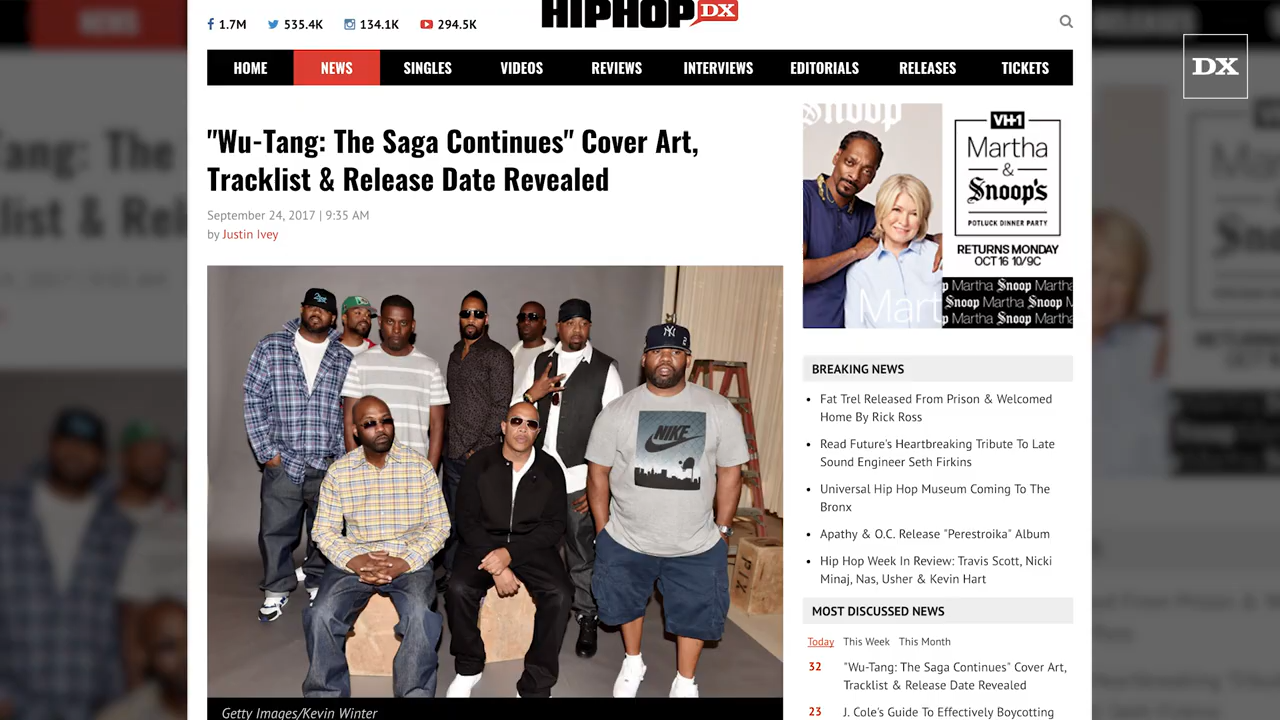 1.7M 535.4K 134.1K 294.5K
HIPHOPDX
DX
HOME NEWS SINGLES VIDEOS REVIEWS INTERVIEWS EDITORIALS RELEASES TICKETS
"Wu-Tang: The Saga Continues" Cover Art,
Tracklist & Release Date Revealed
September 24, 2017 | 9:35 AM
by Justin Ivey
NIKE
Getty Images/Kevin Winter
Snoop
Mart
VH1
Martha
&
Snoop's
POTLUCK DINNER PARTY
RETURNS MONDAY
OCT 16 10/9C
p Martha Snoop Martha
Snoop Martha Snoop M
p Martha Snoop Martha
BREAKING NEWS
Fat Trel Released From Prison & Welcomed
Home By Rick Ross
Read Future's Heartbreaking Tribute To Late
Sound Engineer Seth Firkins
Universal Hip Hop Museum Coming To The
Bronx
Apathy & O.C. Release "Perestroika" Album
Hip Hop Week In Review: Travis Scott, Nicki
Minaj, Nas, Usher & Kevin Hart
MOST DISCUSSED NEWS
Today This Week This Month
32 "Wu-Tang: The Saga Continues" Cover Art,
Tracklist & Release Date Revealed
23 J. Cole's Guide To Effectively Boycotting